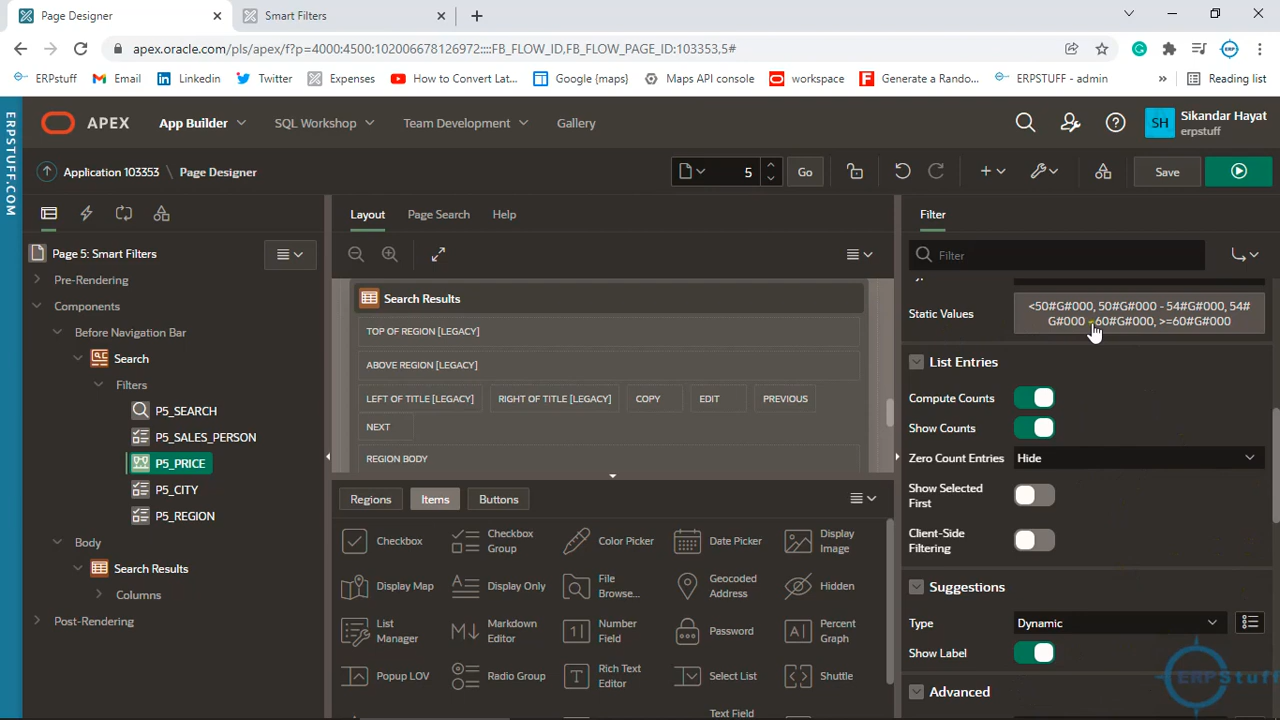 Page Designer
Smart Filters
apex.oracle.com/pls/apex/f?p=4000:4500:102006678126972::::FB_FLOW_ID,FB_FLOW_PAGE_ID:103353,5#
ERPstuff
Email
Linkedin
Twitter
Expenses
How to Convert Lat...
Google {maps}
Maps API console
workspace
Generate a Rando...
ERPSTUFF - admin
»
Reading list
ERPSTUFF.COM
APEX
App Builder
SQL Workshop
Team Development
Gallery
SH
Sikandar Hayat
erpstuff
Application 103353
\ Page Designer
5
Go
Save
Page 5: Smart Filters
Pre-Rendering
Components
Before Navigation Bar
Search
Filters
P5_SEARCH
P5_SALES_PERSON
P5_PRICE
P5_CITY
P5_REGION
Body
Search Results
Columns
Post-Rendering
Layout
Page Search
Help
Search Results
TOP OF REGION [LEGACY]
ABOVE REGION [LEGACY]
LEFT OF TITLE [LEGACY]
RIGHT OF TITLE [LEGACY]
COPY
EDIT
PREVIOUS
NEXT
REGION BODY
Regions
Items
Buttons
Checkbox
Checkbox
Group
Color Picker
Date Picker
Display
Image
Display Map
Display Only
File
Browse...
Geocoded
Address
Hidden
List
Manager
Markdown
Editor
Number
Field
Password
Percent
Graph
Popup LOV
Radio Group
Rich Text
Editor
Select List
Shuttle
Text Field
Filter
Filter
Static Values
<50#G#000, 50#G#000 - 54#G#000, 54#
G#000 - 60#G#000, >=60#G#000
List Entries
Compute Counts
Show Counts
Zero Count Entries
Hide
Show Selected
First
Client-Side
Filtering
Suggestions
Type
Dynamic
Show Label
Advanced
ERPStuff